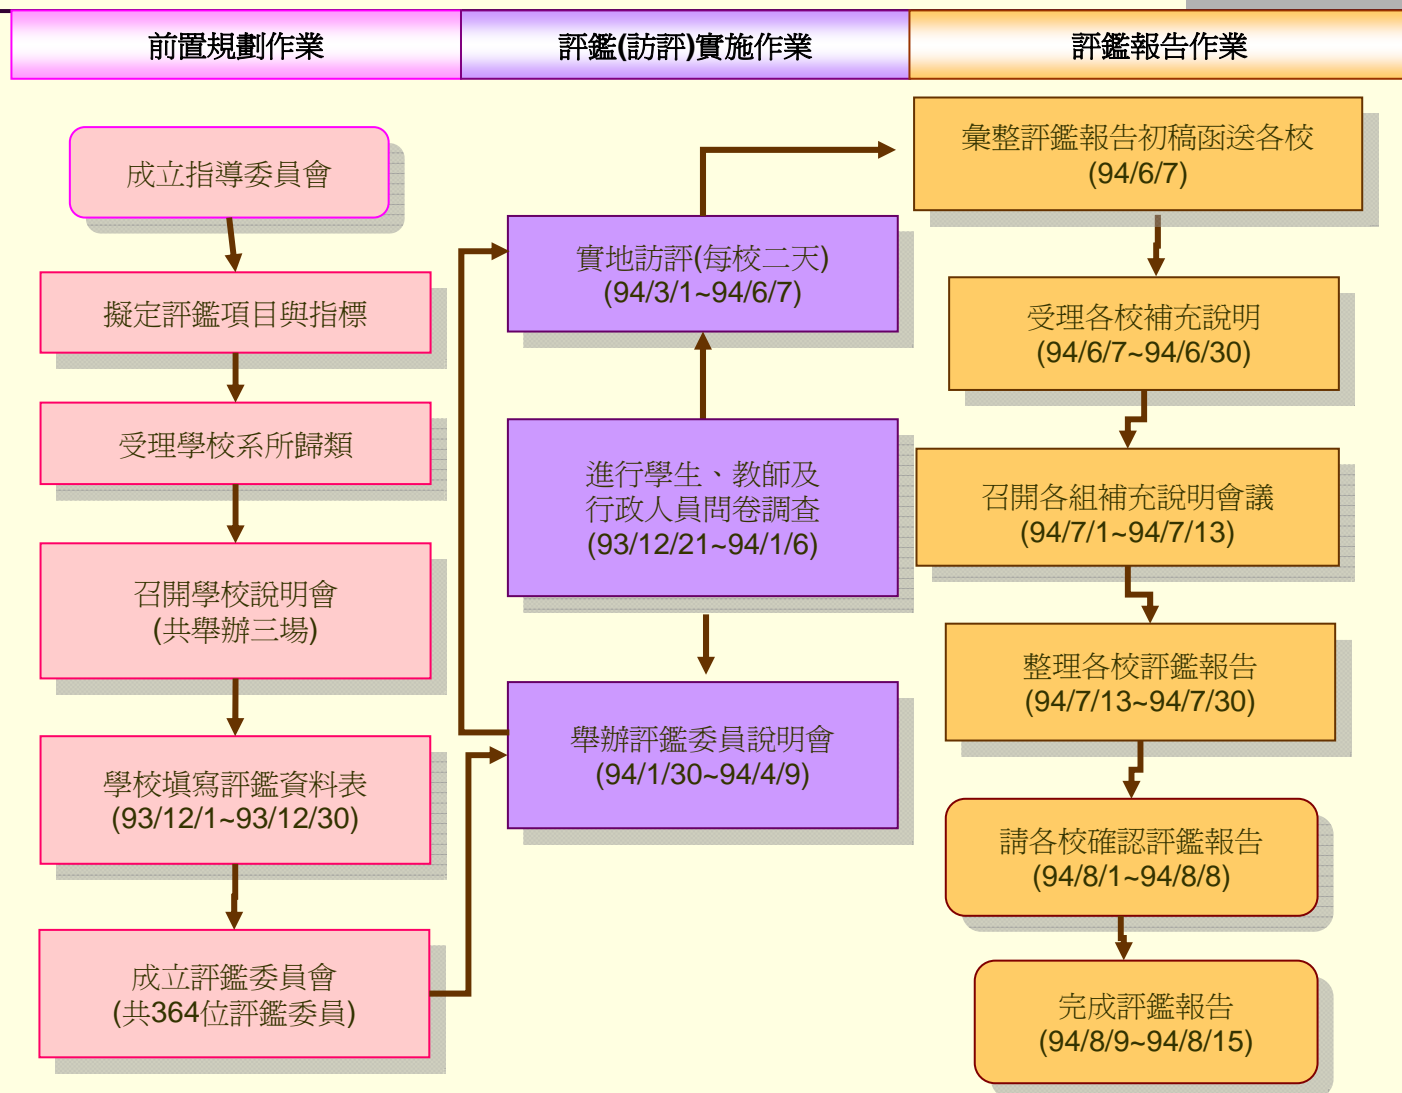 前置規劃作業
評鑑(訪評)實施作業
評鑑報告作業
成立指導委員會
擬定評鑑項目與指標
受理學校系所歸類
召開學校說明會
(共舉辦三場)
學校填寫評鑑資料表
(93/12/1~93/12/30)
成立評鑑委員會
(共364位評鑑委員)
實地訪評(每校二天)
(94/3/1~94/6/7)
進行學生、教師及
行政人員問卷調查
(93/12/21~94/1/6)
舉辦評鑑委員說明會
(94/1/30~94/4/9)
彙整評鑑報告初稿函送各校
(94/6/7)
受理各校補充說明
(94/6/7~94/6/30)
召開各組補充說明會議
(94/7/1~94/7/13)
整理各校評鑑報告
(94/7/13~94/7/30)
請各校確認評鑑報告
(94/8/1~94/8/8)
完成評鑑報告
(94/8/9~94/8/15)